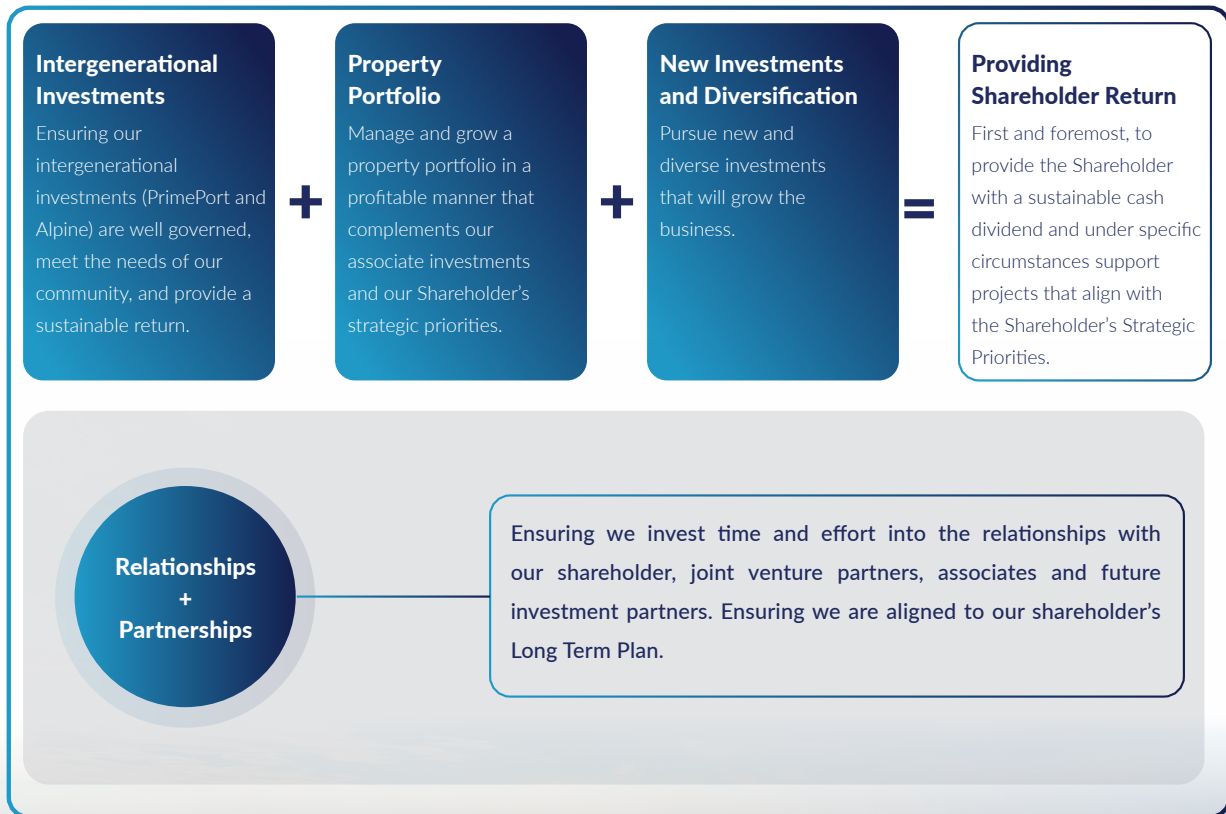 Intergenerational
Investments
Ensuring our
intergenerational
investments (PrimePort and
Alpine) are well governed,
meet the needs of our
community, and provide a
sustainable return.
+
Property
Portfolio
Manage and grow a
property portfolio in a
profitable manner that
complements our
associate investments
and our Shareholder’s
strategic priorities.
+
New Investments
and Diversification
Pursue new and
diverse investments
that will grow the
business.
=
Providing
Shareholder Return
First and foremost, to
provide the Shareholder
with a sustainable cash
dividend and under specific
circumstances support
projects that align with
the Shareholder’s Strategic
Priorities.
Relationships
+
Partnerships
Ensuring we invest time and effort into the relationships with
our shareholder, joint venture partners, associates and future
investment partners. Ensuring we are aligned to our shareholder’s
Long Term Plan.